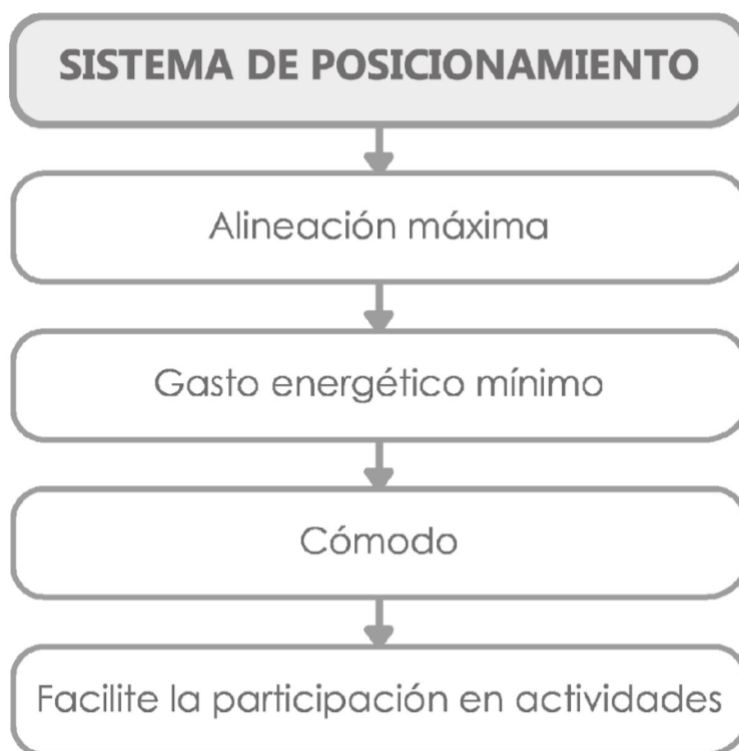 SISTEMA DE POSICIONAMIENTO
Alineación máxima
Gasto energético mínimo
Cómodo
Facilite la participación en actividades